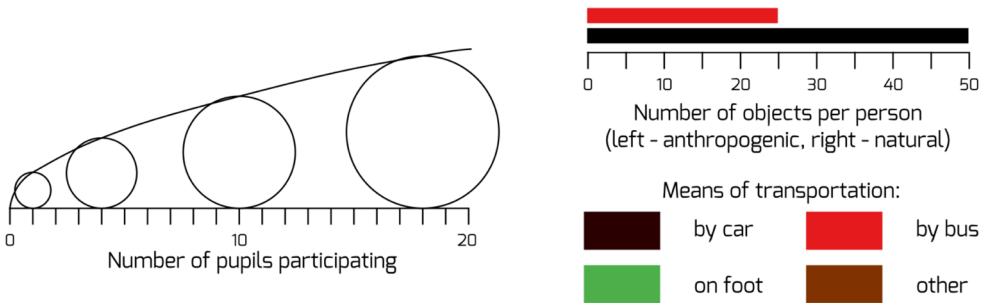 0 10 20
Number of pupils participating
0 10 20 30 40 50
Number of objects per person
(left - anthropogenic, right - natural)
Means of transportation:
by car by bus
on foot other